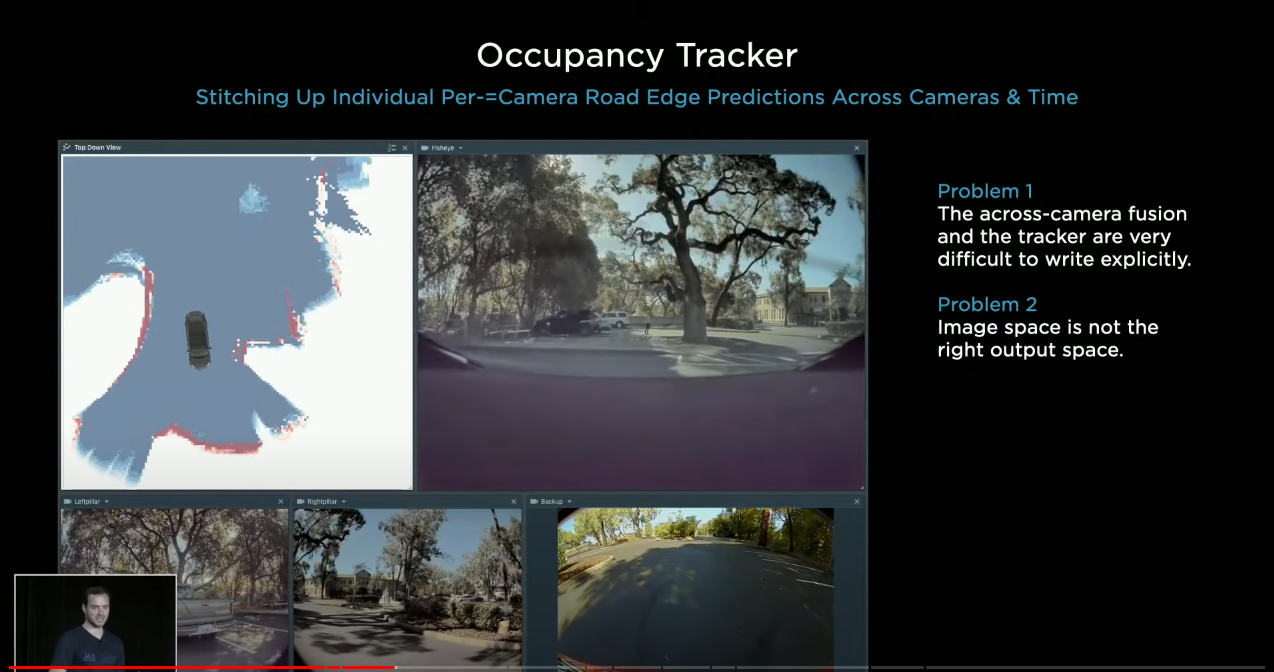 Occupancy Tracker
Stitching Up Individual Per-=Camera Road Edge Predictions Across Cameras & Time
Top Down View
Fisheye
Problem 1
The across-camera fusion
and the tracker are very
difficult to write explicitly.
Problem 2
Image space is not the
right output space.
Leftpillar
Rightpillar
Backup